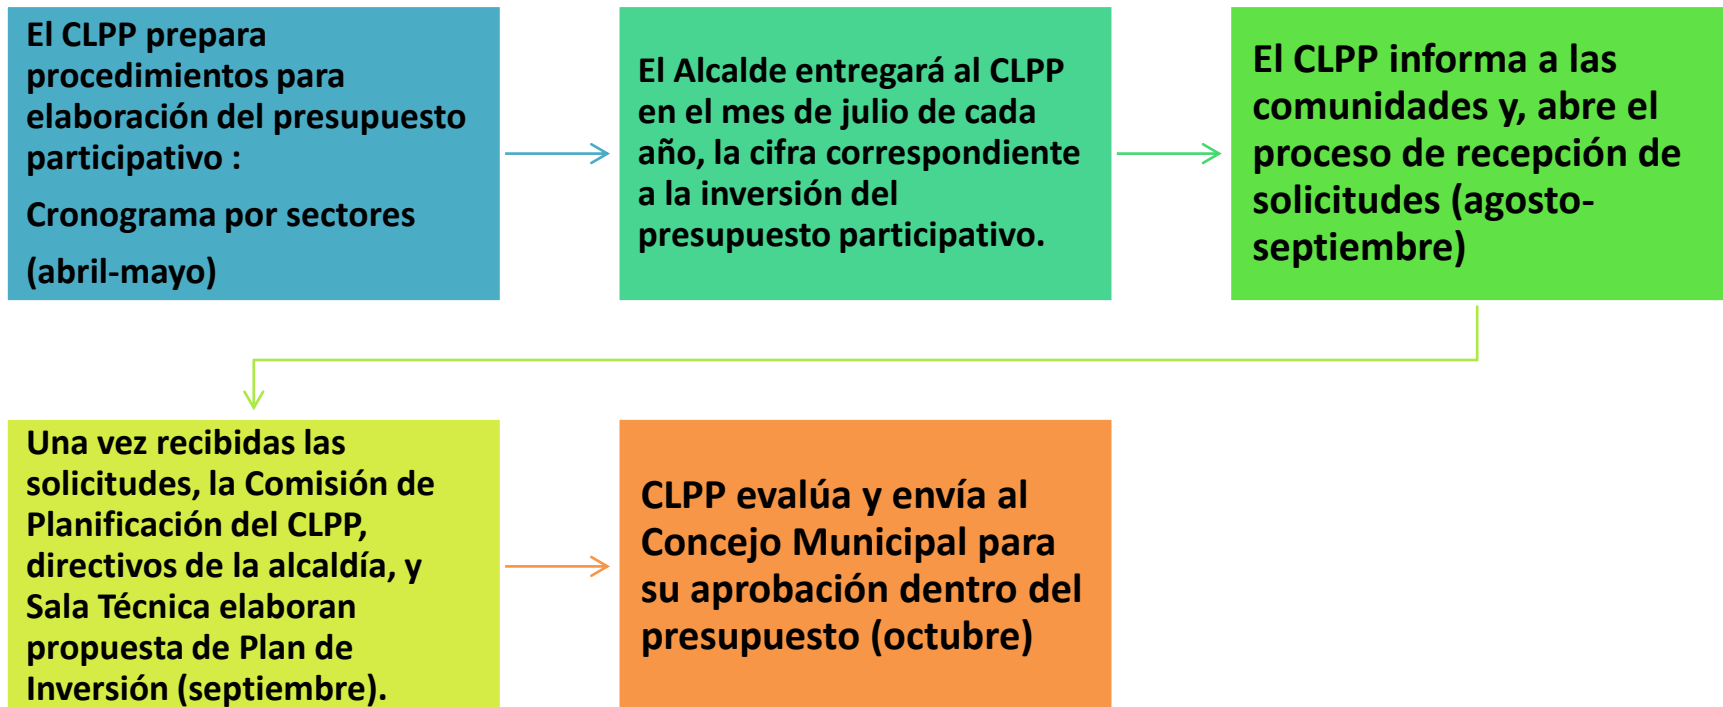 El CLPP prepara
procedimientos para
elaboración del presupuesto
participativo :
Cronograma por sectores
(abril-mayo)
El Alcalde entregará al CLPP
en el mes de julio de cada
año, la cifra correspondiente
a la inversión del
presupuesto participativo.
El CLPP informa a las
comunidades y, abre el
proceso de recepción de
solicitudes (agosto-
septiembre)
Una vez recibidas las
solicitudes, la Comisión de
Planificación del CLPP,
directivos de la alcaldía, y
Sala Técnica elaboran
propuesta de Plan de
Inversión (septiembre).
CLPP evalúa y envía al
Concejo Municipal para
su aprobación dentro del
presupuesto (octubre)